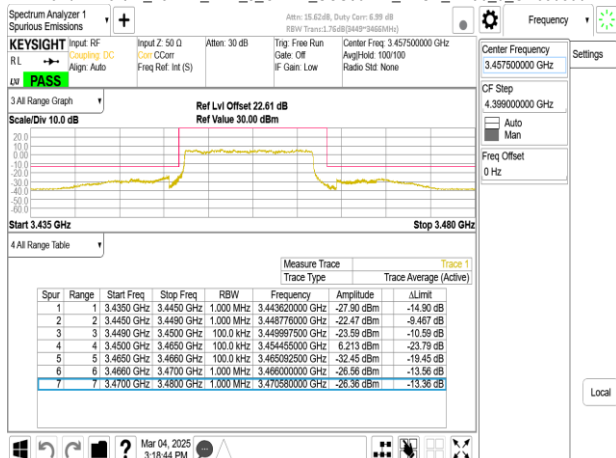 Spectrum Analyzer 1
Spurious Emissions
Attn: 15.62dB, Duty Corr: 6.99 dB
RBW Trans:1.76dB(3449~3466MHz)
Frequency
KEYSIGHT Input: RF
RL
Coupling: DC
Align: Auto
LXI PASS
Input Z: 50 Ω
Corr CCorr
Freq Ref: Int (S)
Atten: 30 dB
Trig: Free Run
Gate: Off
IF Gain: Low
Center Freq: 3.457500000 GHz
Avg|Hold: 100/100
Radio Std: None
Center Frequency
3.457500000 GHz
Settings
CF Step
4.399000000 GHz
Auto
Man
Freq Offset
0 Hz
3 All Range Graph
Scale/Div 10.0 dB
Ref Lvl Offset 22.61 dB
Ref Value 30.00 dBm
20.0
10.0
0.00
-10.0
-20.0
-30.0
-40.0
-50.0
-60.0
Start 3.435 GHz
Stop 3.480 GHz
4 All Range Table
Measure Trace Trace 1
Trace Type Trace Average (Active)
Spur Range Start Freq Stop Freq RBW Frequency Amplitude ΔLimit
1 1 3.4350 GHz 3.4450 GHz 1.000 MHz 3.443620000 GHz -27.90 dBm -14.90 dB
2 2 3.4450 GHz 3.4490 GHz 1.000 MHz 3.448776000 GHz -22.47 dBm -9.467 dB
3 3 3.4490 GHz 3.4500 GHz 100.0 kHz 3.449997500 GHz -23.59 dBm -10.59 dB
4 4 3.4500 GHz 3.4650 GHz 100.0 kHz 3.454455000 GHz 6.213 dBm -23.79 dB
5 5 3.4650 GHz 3.4660 GHz 100.0 kHz 3.465092500 GHz -32.45 dBm -19.45 dB
6 6 3.4660 GHz 3.4700 GHz 1.000 MHz 3.466000000 GHz -26.56 dBm -13.56 dB
7 7 3.4700 GHz 3.4800 GHz 1.000 MHz 3.470580000 GHz -26.36 dBm -13.36 dB
Local
Mar 04, 2025
3:18:44 PM